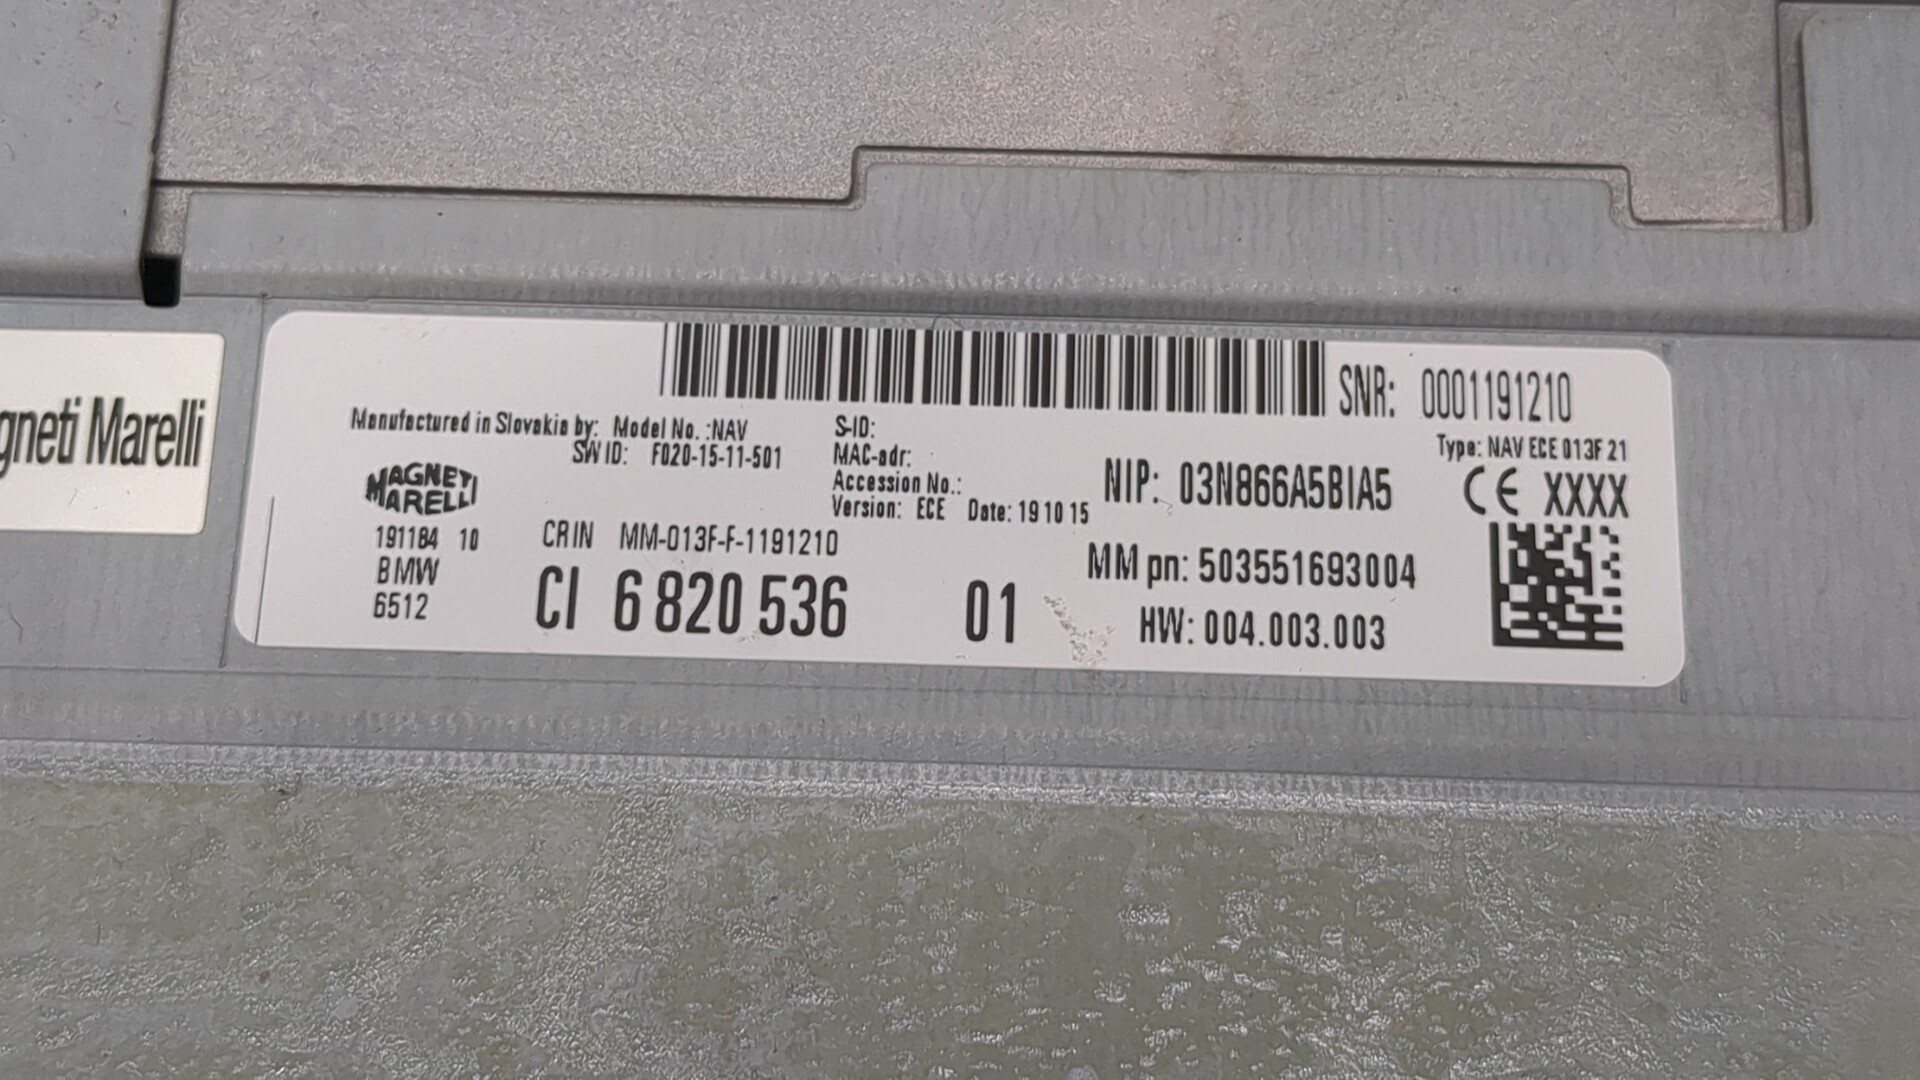 gneti Marelli
SNR: 0001191210
Manufactured in Slovakia by: Model No. :NAV
SW ID: F020-15-11-501
S-ID:
MAC-adr:
Accession No.:
Version: ECE Date: 19 10 15
NIP: 03N866A5BIA5
Type: NAV ECE 013F 21
CE XXXX
MAGNETI
MARELLI
191184 10
BMW
6512
CRIN MM-013F-F-1191210
CI 6 820 536 01
MM pn: 503551693004
HW: 004.003.003